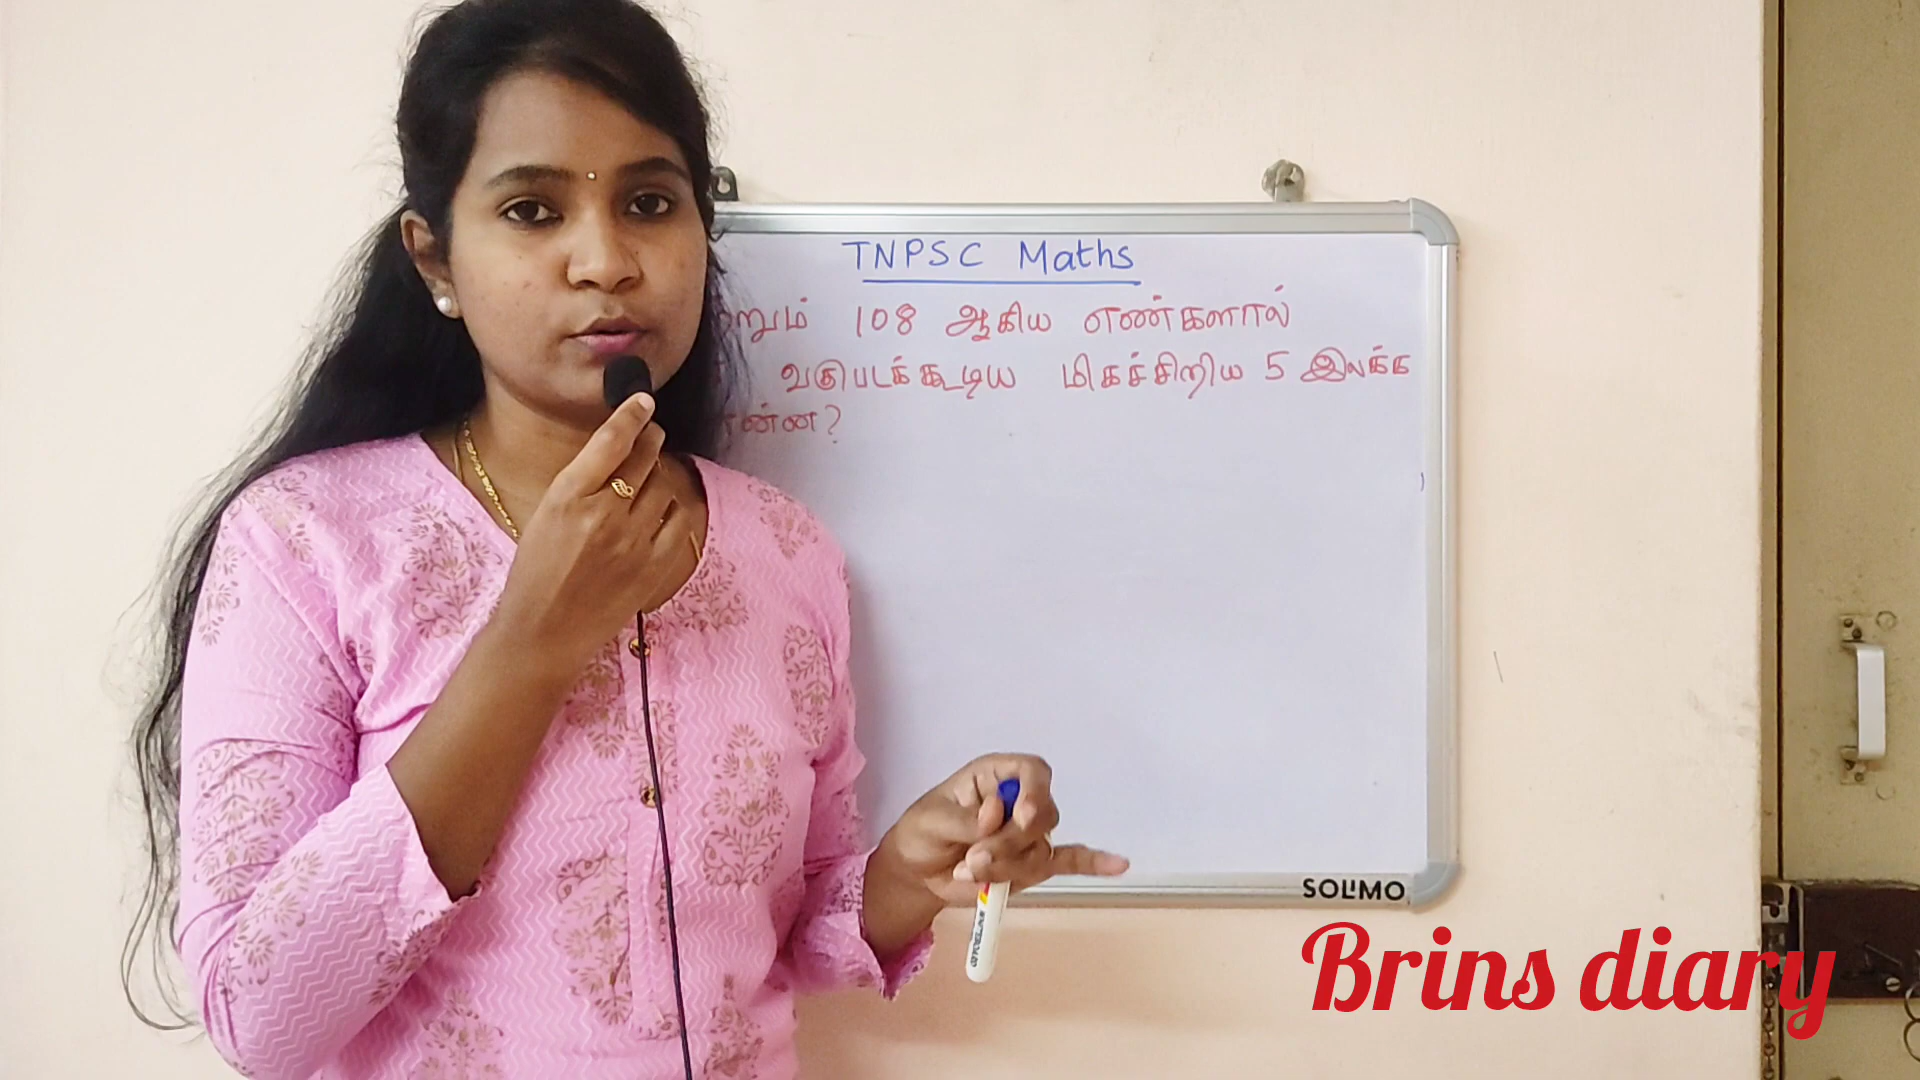 TNPSC Maths
108 ஆகிய எண்களால்
வகுபடக்கூடிய மிகச்சிறிய 5 இலக்க
SOLIMO
Brins diary